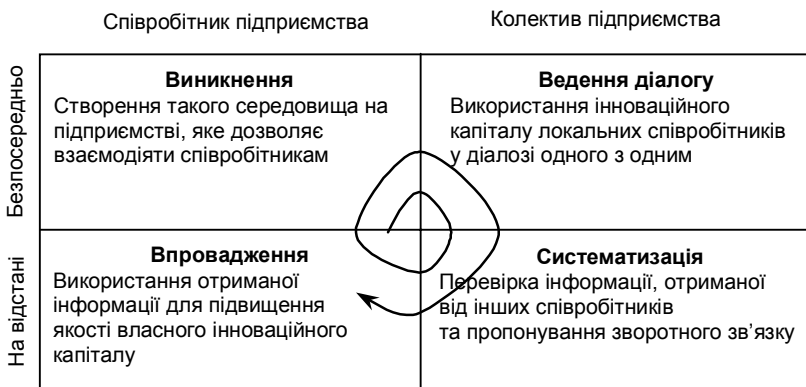 Співробітник підприємства
Колектив підприємства
Безпосередньо
Виникнення
Створення такого середовища на
підприємстві, яке дозволяє
взаємодіяти співробітникам
Ведення діалогу
Використання інноваційного
капіталу локальних співробітників
у діалозі одного з одним
На відстані
Впровадження
Використання отриманої
інформації для підвищення
якості власного інноваційного
капіталу
Систематизація
Перевірка інформації, отриманої
від інших співробітників
та пропонування зворотного зв’язку